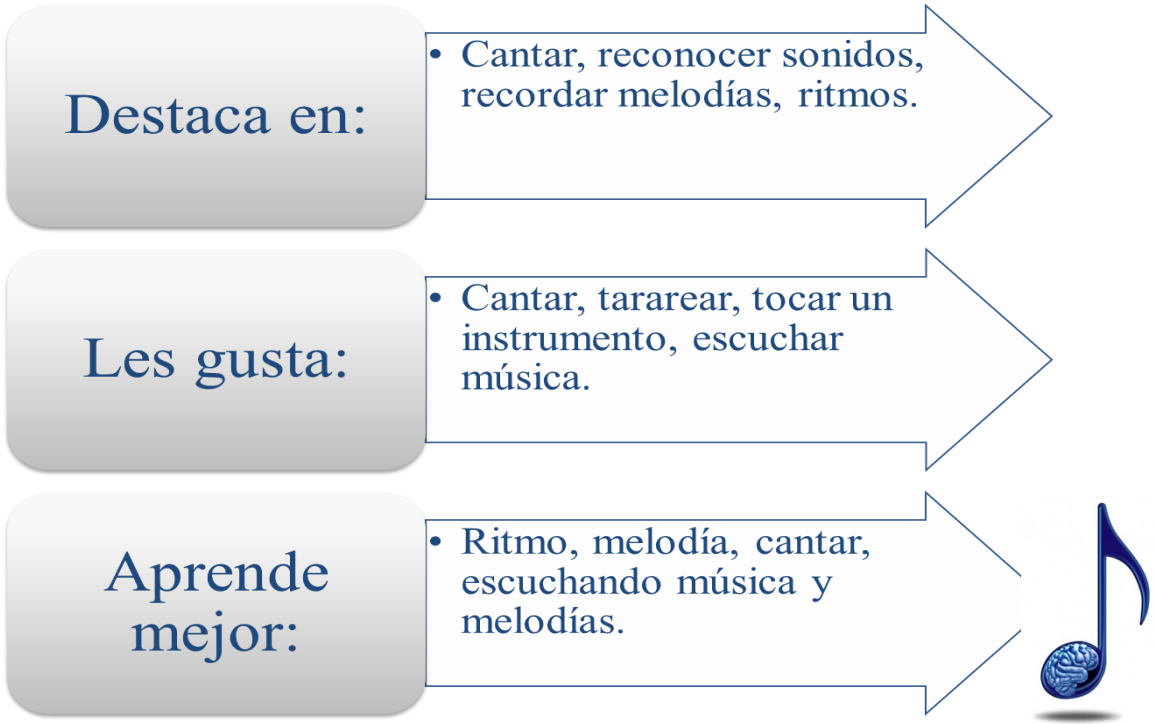 Destaca en:
• Cantar, reconocer sonidos,
recordar melodías, ritmos.
Les gusta:
• Cantar, tararear, tocar un
instrumento, escuchar
música.
Aprende
mejor:
• Ritmo, melodía, cantar,
escuchando música y
melodías.